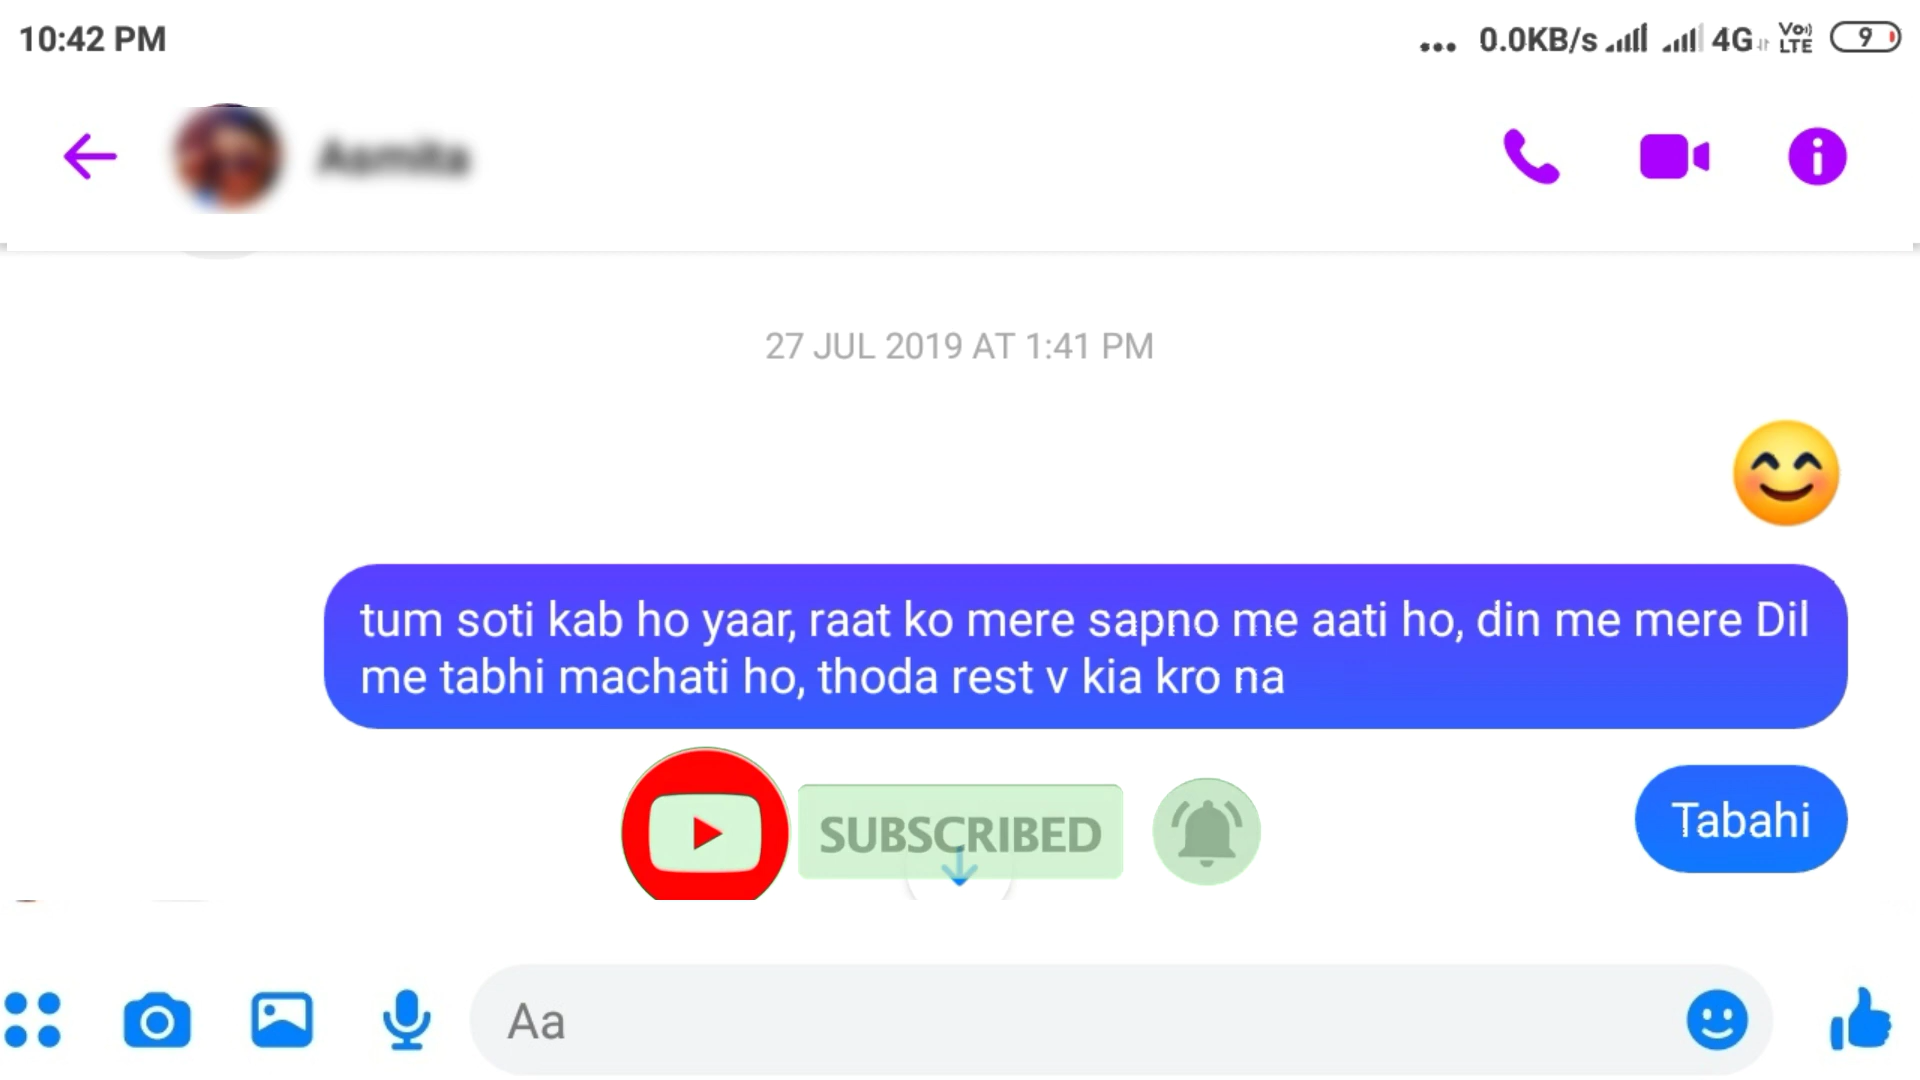 10:42 PM
... 0.0KB/s 4G Vo) LTE 9
Asmita
27 JUL 2019 AT 1:41 PM
tum soti kab ho yaar, raat ko mere sapno me aati ho, din me mere Dil
me tabhi machati ho, thoda rest v kia kro na
SUBSCRIBED
Tabahi
Aa